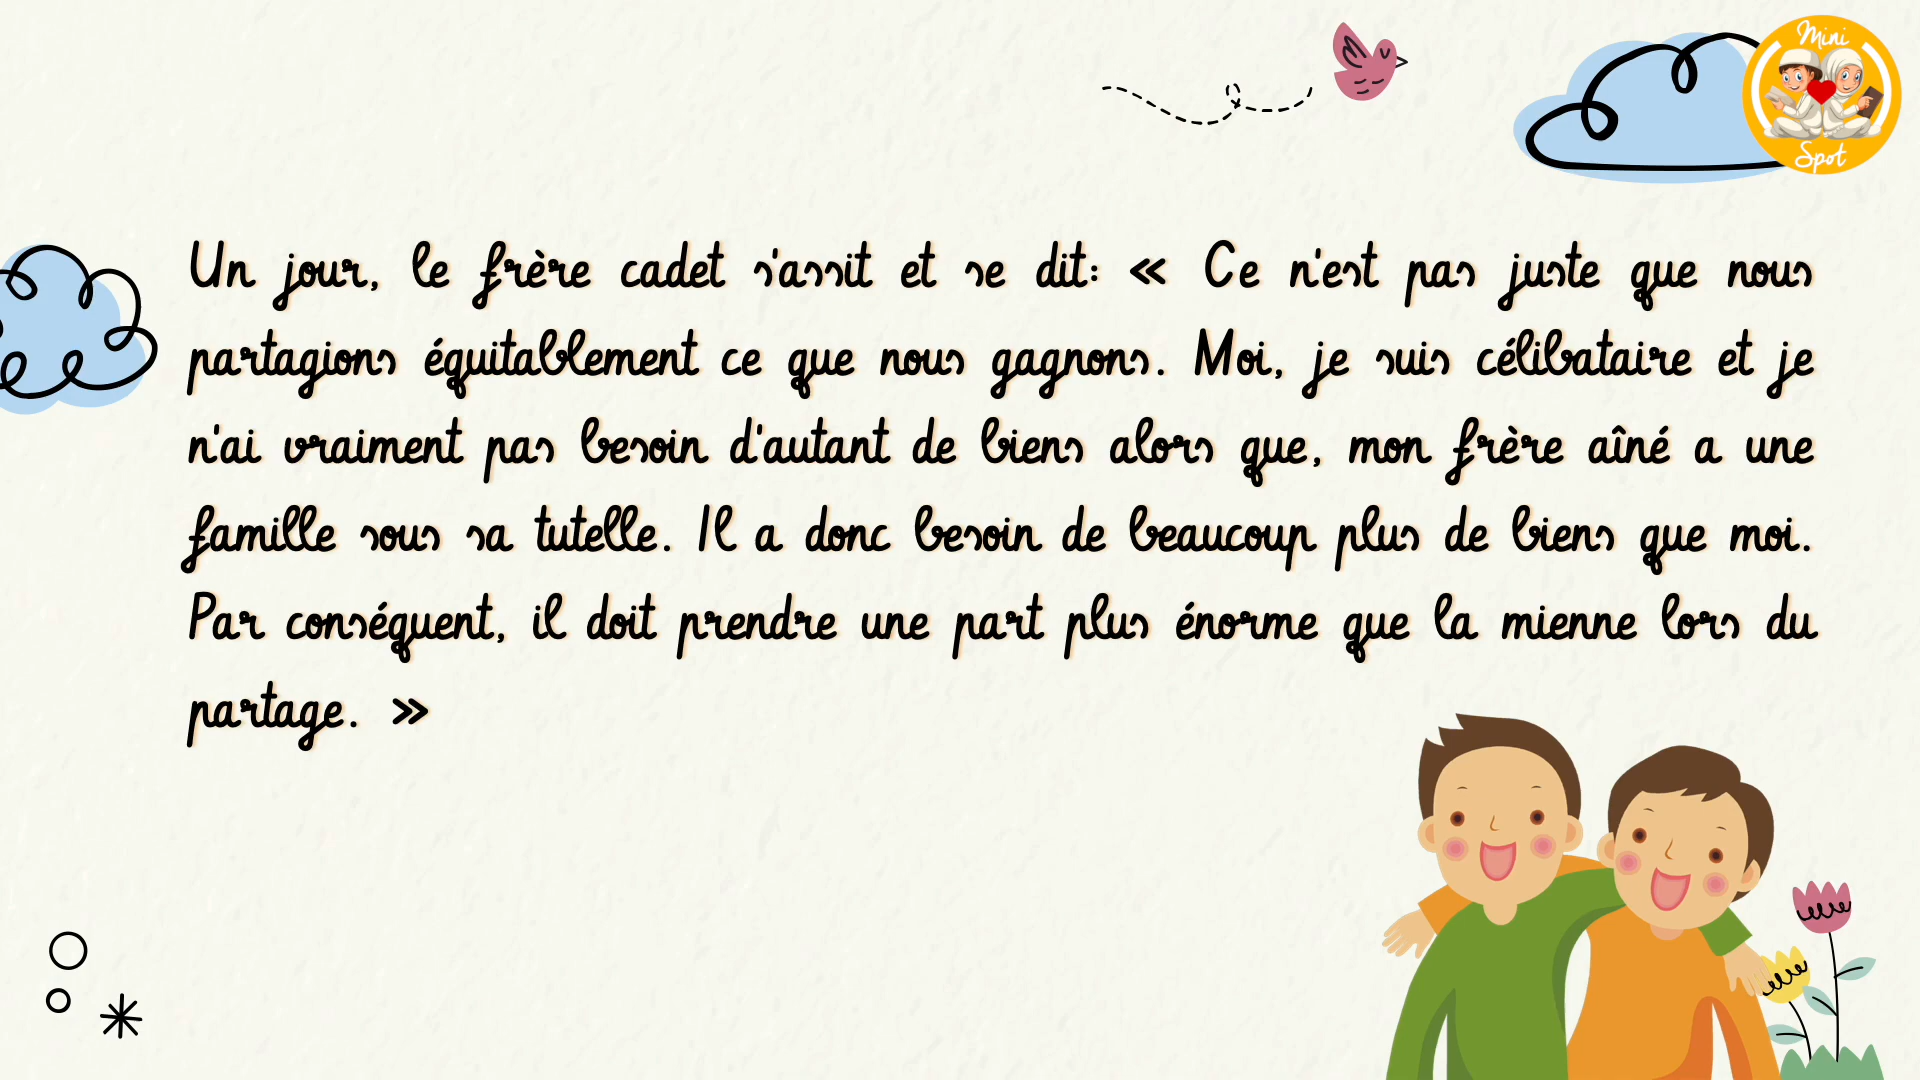 Mini
Spot
Un jour, le frère cadet s'assit et se dit: « Ce n'est pas juste que nous
partagions équitablement ce que nous gagnons. Moi, je suis célibataire et je
n'ai vraiment pas besoin d'autant de biens alors que, mon frère aîné a une
famille sous sa tutelle. Il a donc besoin de beaucoup plus de biens que moi.
Par conséquent, il doit prendre une part plus énorme que la mienne lors du
partage. »